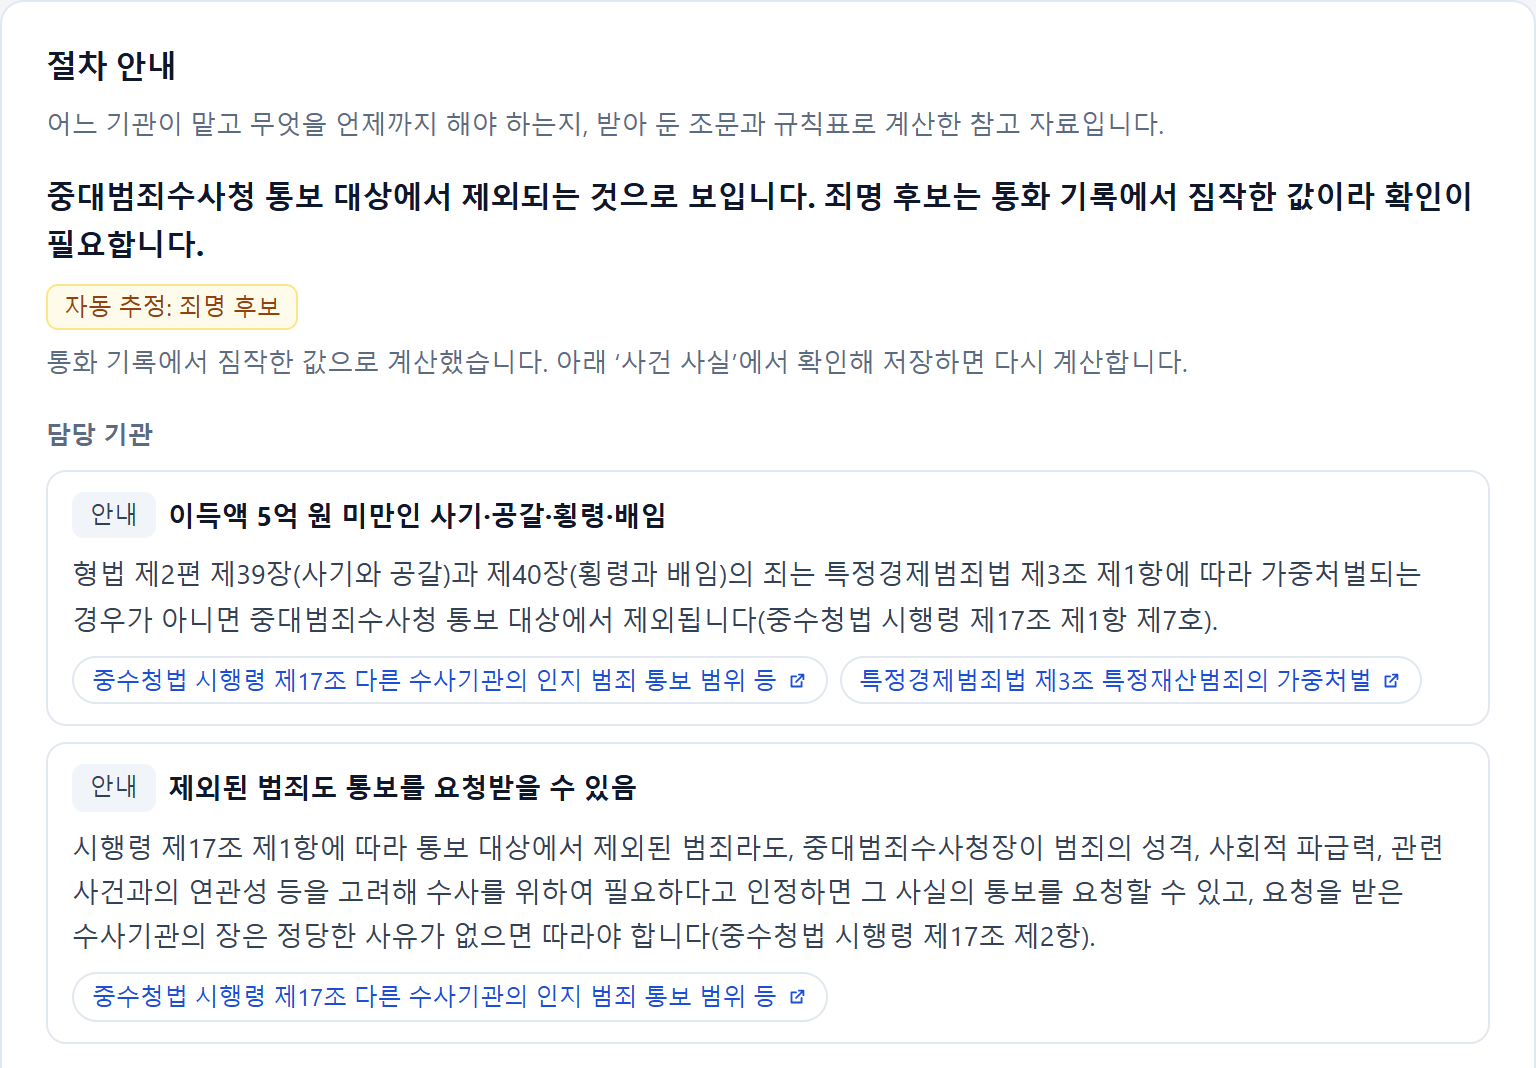 절차 안내
어느 기관이 맡고 무엇을 언제까지 해야 하는지, 받아 둔 조문과 규칙표로 계산한 참고 자료입니다.
중대범죄수사청 통보 대상에서 제외되는 것으로 보입니다. 죄명 후보는 통화 기록에서 짐작한 값이라 확인이
필요합니다.
자동 추정: 죄명 후보
통화 기록에서 짐작한 값으로 계산했습니다. 아래 ‘사건 사실’에서 확인해 저장하면 다시 계산합니다.
담당 기관
안내 이득액 5억 원 미만인 사기·공갈·횡령·배임
형법 제2편 제39장(사기와 공갈)과 제40장(횡령과 배임)의 죄는 특정경제범죄법 제3조 제1항에 따라 가중처벌되는
경우가 아니면 중대범죄수사청 통보 대상에서 제외됩니다(중수청법 시행령 제17조 제1항 제7호).
중수청법 시행령 제17조 다른 수사기관의 인지 범죄 통보 범위 등 특정경제범죄법 제3조 특정재산범죄의 가중처벌
안내 제외된 범죄도 통보를 요청받을 수 있음
시행령 제17조 제1항에 따라 통보 대상에서 제외된 범죄라도, 중대범죄수사청장이 범죄의 성격, 사회적 파급력, 관련
사건과의 연관성 등을 고려해 수사를 위하여 필요하다고 인정하면 그 사실의 통보를 요청할 수 있고, 요청을 받은
수사기관의 장은 정당한 사유가 없으면 따라야 합니다(중수청법 시행령 제17조 제2항).
중수청법 시행령 제17조 다른 수사기관의 인지 범죄 통보 범위 등